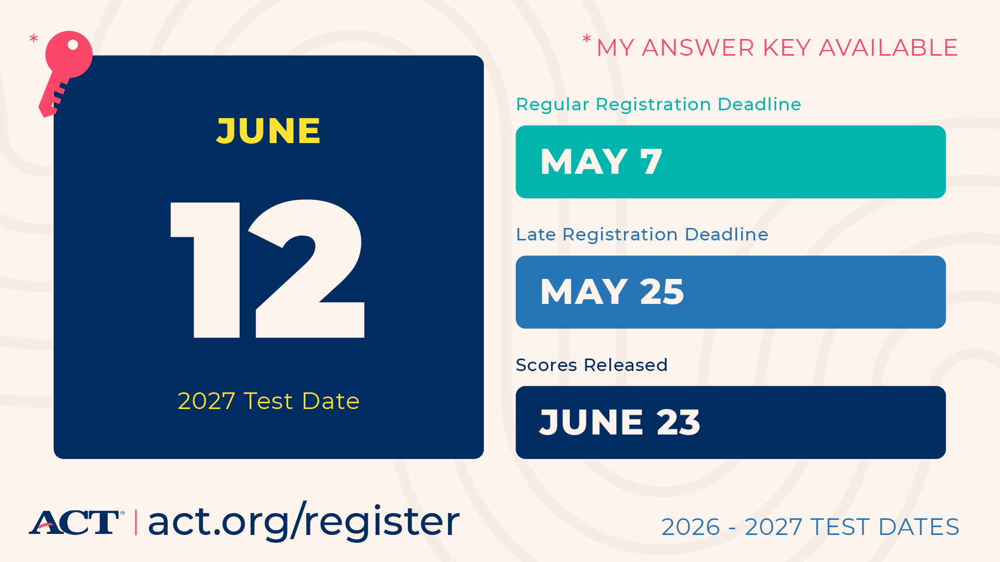 *
* MY ANSWER KEY AVAILABLE
JUNE
12
2027 Test Date
Regular Registration Deadline
MAY 7
Late Registration Deadline
MAY 25
Scores Released
JUNE 23
ACT® | act.org/register
2026 - 2027 TEST DATES